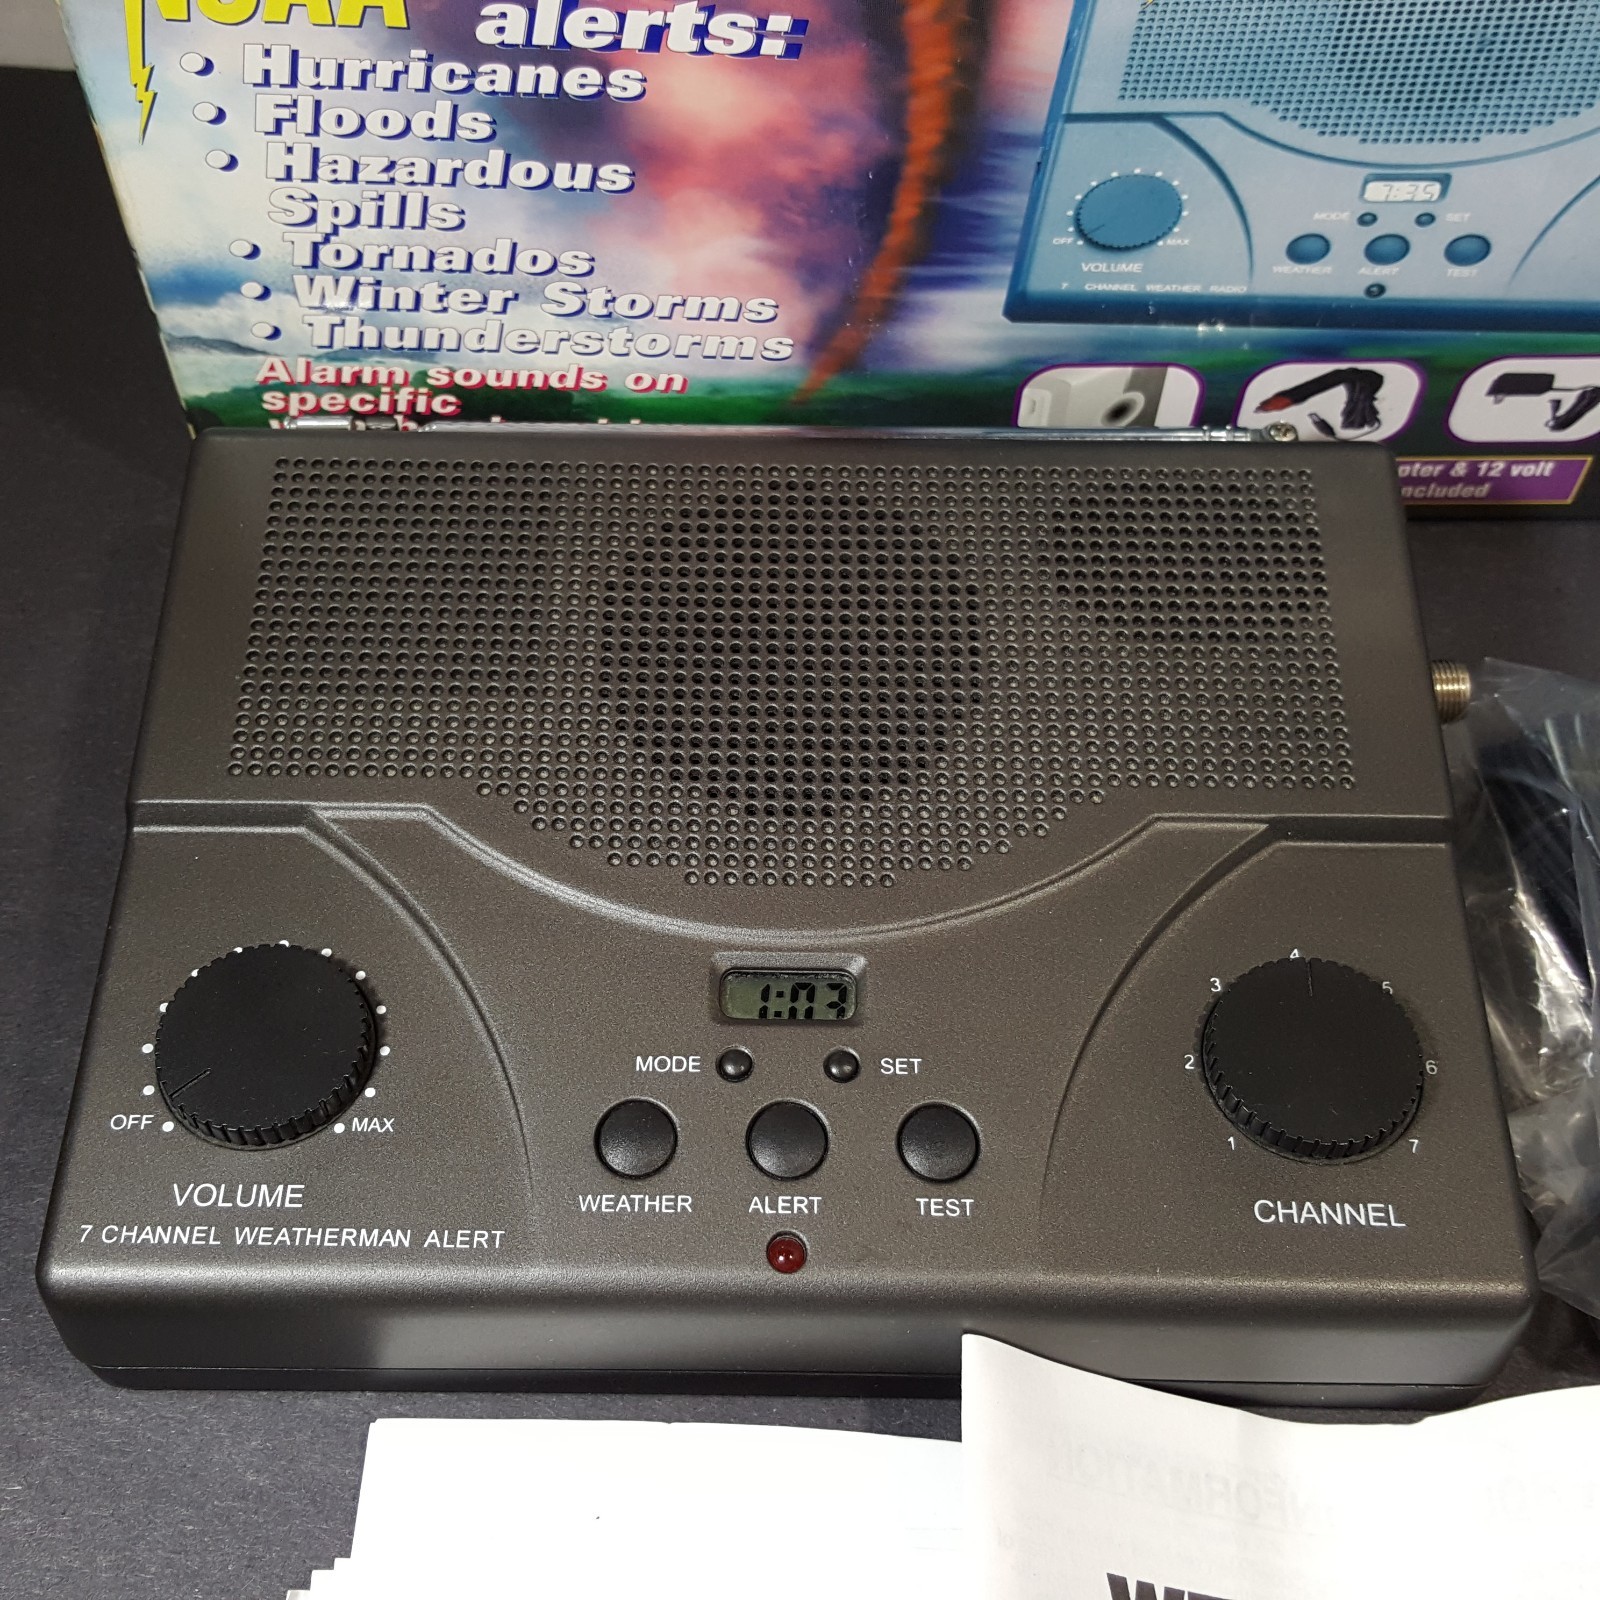 NOAA alerts:
• Hurricanes
• Floods
• Hazardous
Spills
• Tornados
• Winter Storms
• Thunderstorms
Alarm sounds on
specific
7:35
MODE SET
OFF MAX
WEATHER ALERT TEST
VOLUME
7 CHANNEL WEATHER RADIO
& 12 volt
1:03
MODE SET
OFF MAX
VOLUME
7 CHANNEL WEATHERMAN ALERT
WEATHER ALERT TEST
1 2 3 4 5 6 7
CHANNEL